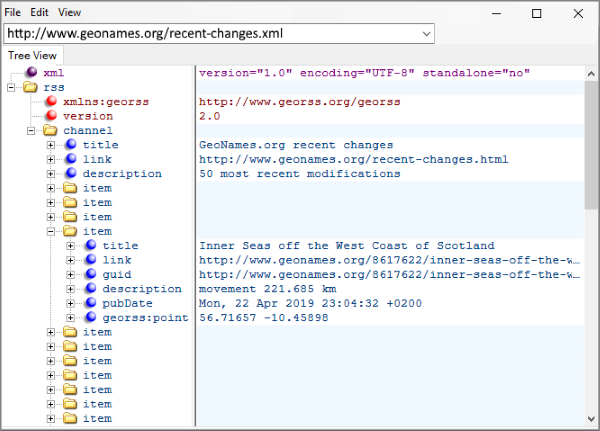 File Edit View
http://www.geonames.org/recent-changes.xml
Tree View
xml version="1.0" encoding="UTF-8" standalone="no"
rss
xmlns:georss http://www.georss.org/georss
version 2.0
channel
title GeoNames.org recent changes
link http://www.geonames.org/recent-changes.html
description 50 most recent modifications
item
item
item
item
title Inner Seas off the West Coast of Scotland
link http://www.geonames.org/8617622/inner-seas-off-the-w...
guid http://www.geonames.org/8617622/inner-seas-off-the-w...
description movement 221.685 km
pubDate Mon, 22 Apr 2019 23:04:32 +0200
georss:point 56.71657 -10.45898
item
item
item
item
item
item
item